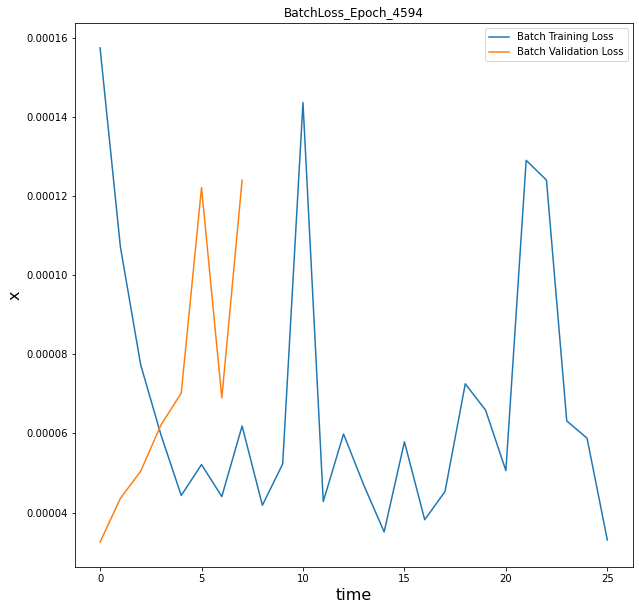 BatchLoss_Epoch_4594
Batch Training Loss
Batch Validation Loss
0.00016
0.00014
0.00012
0.00010
0.00008
0.00006
0.00004
x
0
5
10
15
20
25
time